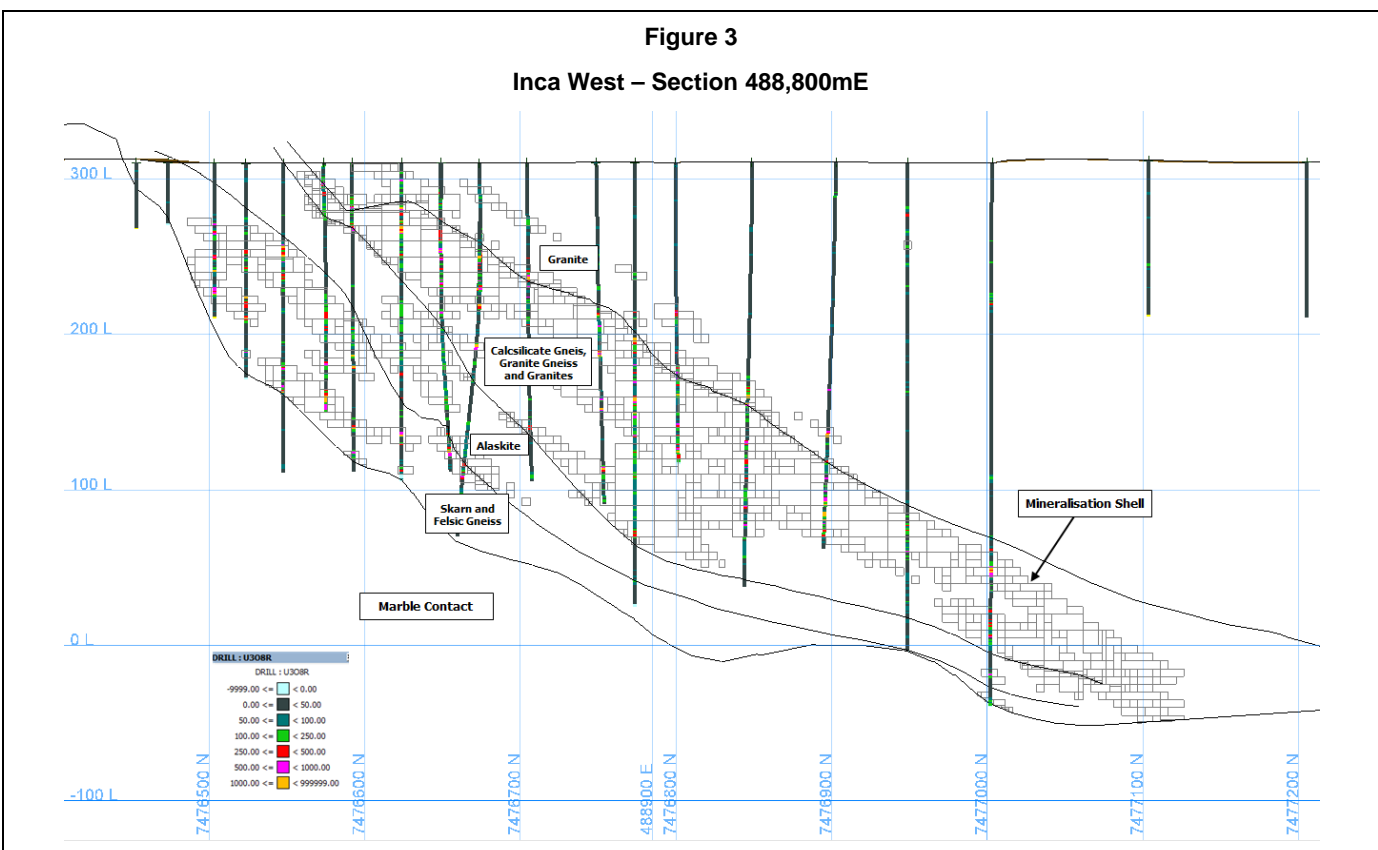 Figure 3
Inca West – Section 488,800mE
300 L
200 L
100 L
0 L
-100 L
Granite
Calcsilicate Gneis,
Granite Gneiss
and Granites
Alaskite
Skarn and
Felsic Gneiss
Marble Contact
Mineralisation Shell
DRILL : U3O8R
DRILL : U3O8R
-9999.00 <= < 0.00
0.00 <= < 50.00
50.00 <= < 100.00
100.00 <= < 250.00
250.00 <= < 500.00
500.00 <= < 1000.00
1000.00 <= < 999999.00
7476500 N
7476600 N
7476700 N
488900 E
7476800 N
7476900 N
7477000 N
7477100 N
7477200 N